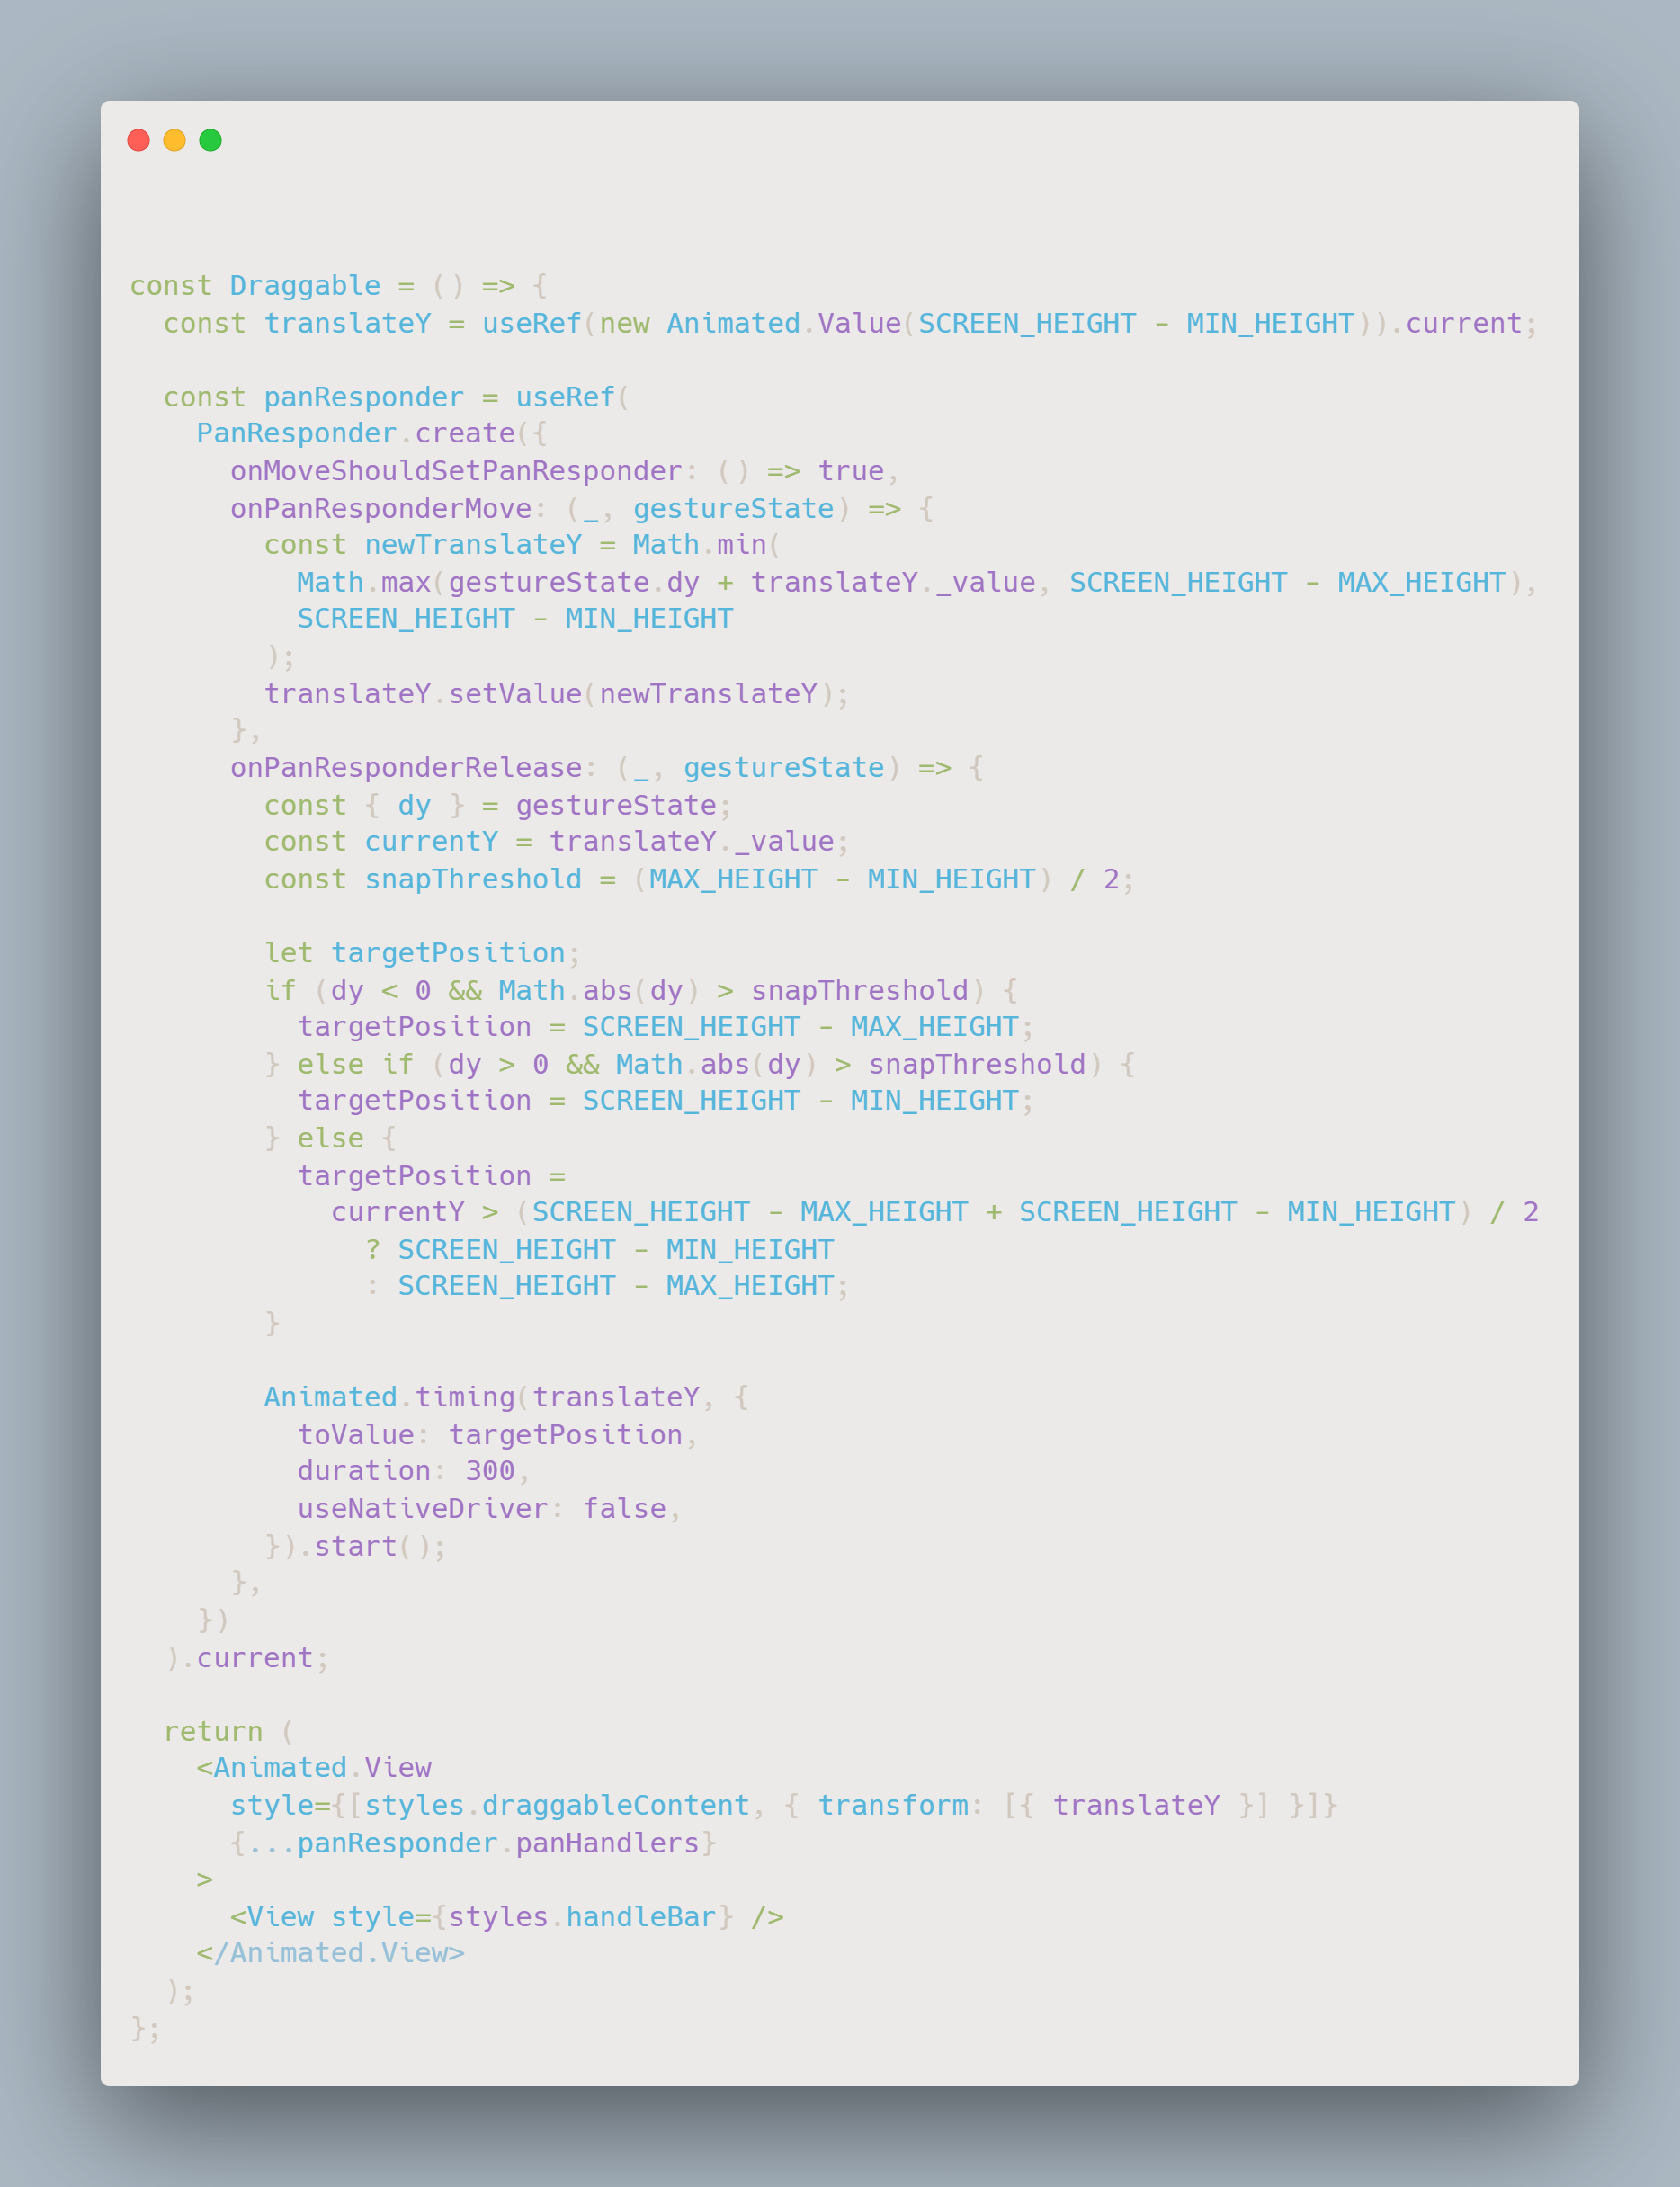 const Draggable = () => {
  const translateY = useRef(new Animated.Value(SCREEN_HEIGHT - MIN_HEIGHT)).current;

  const panResponder = useRef(
    PanResponder.create({
      onMoveShouldSetPanResponder: () => true,
      onPanResponderMove: (_, gestureState) => {
        const newTranslateY = Math.min(
          Math.max(gestureState.dy + translateY._value, SCREEN_HEIGHT - MAX_HEIGHT),
          SCREEN_HEIGHT - MIN_HEIGHT
        );
        translateY.setValue(newTranslateY);
      },
      onPanResponderRelease: (_, gestureState) => {
        const { dy } = gestureState;
        const currentY = translateY._value;
        const snapThreshold = (MAX_HEIGHT - MIN_HEIGHT) / 2;

        let targetPosition;
        if (dy < 0 && Math.abs(dy) > snapThreshold) {
          targetPosition = SCREEN_HEIGHT - MAX_HEIGHT;
        } else if (dy > 0 && Math.abs(dy) > snapThreshold) {
          targetPosition = SCREEN_HEIGHT - MIN_HEIGHT;
        } else {
          targetPosition =
            currentY > (SCREEN_HEIGHT - MAX_HEIGHT + SCREEN_HEIGHT - MIN_HEIGHT) / 2
              ? SCREEN_HEIGHT - MIN_HEIGHT
              : SCREEN_HEIGHT - MAX_HEIGHT;
        }

        Animated.timing(translateY, {
          toValue: targetPosition,
          duration: 300,
          useNativeDriver: false,
        }).start();
      },
    })
  ).current;

  return (
    <Animated.View
      style={[styles.draggableContent, { transform: [{ translateY }] }]}
      {...panResponder.panHandlers}
    >
      <View style={styles.handleBar} />
    </Animated.View>
  );
};